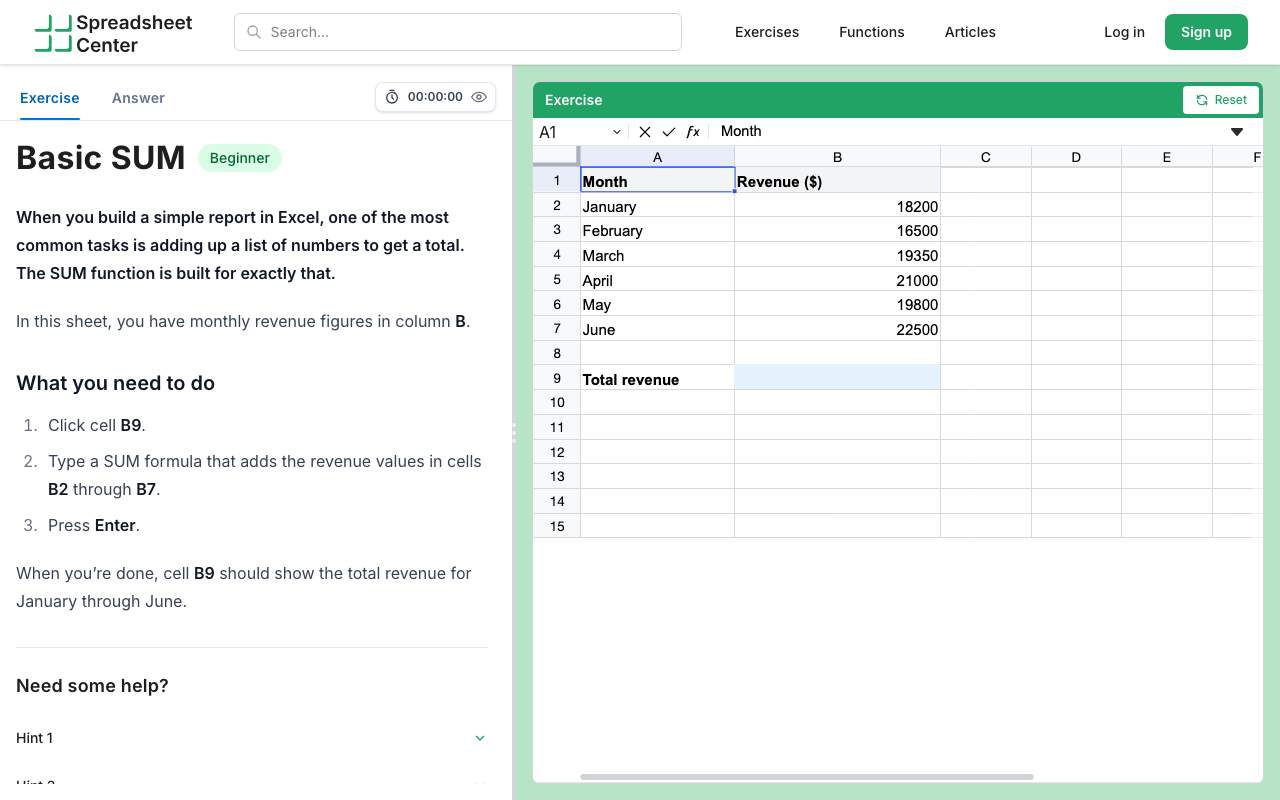 Spreadsheet
Center
Search...
Exercises
Functions
Articles
Log in
Sign up
Exercise
Answer
00:00:00
Basic SUM
Beginner
When you build a simple report in Excel, one of the most
common tasks is adding up a list of numbers to get a total.
The SUM function is built for exactly that.
In this sheet, you have monthly revenue figures in column B.
What you need to do
1. Click cell B9.
2. Type a SUM formula that adds the revenue values in cells
B2 through B7.
3. Press Enter.
When you’re done, cell B9 should show the total revenue for
January through June.
Need some help?
Hint 1
Exercise
Reset
A1 fx Month
A B C D E F
1 Month Revenue ($)
2 January 18200
3 February 16500
4 March 19350
5 April 21000
6 May 19800
7 June 22500
8
9 Total revenue
10
11
12
13
14
15